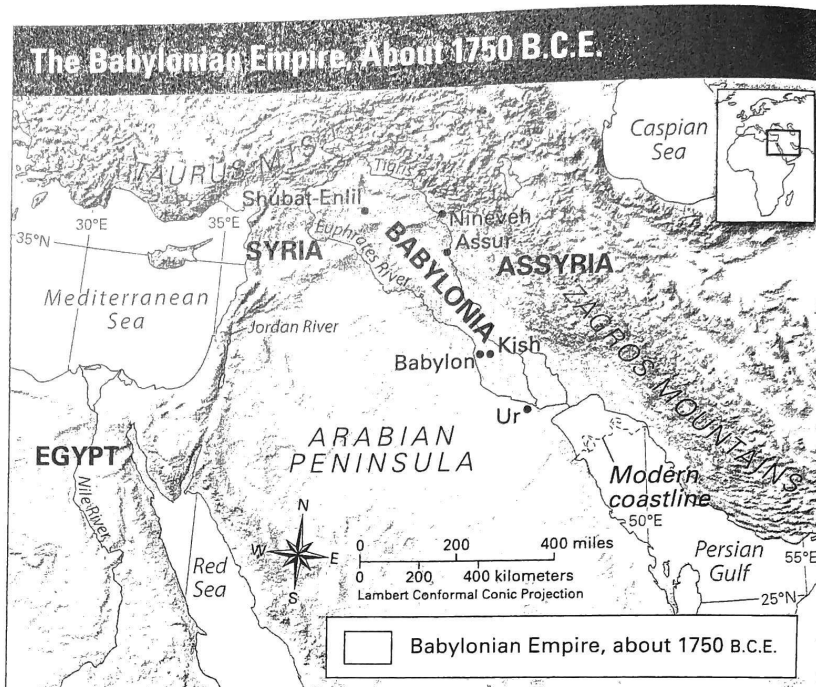 The Babylonian Empire, About 1750 B.C.E.
Caspian
Sea
TAURUS MTS.
Tigris
Shubat-Enlil
Nineveh
30°E
35°E
35°N
Euphrates River
Assur
SYRIA
BABYLONIA
ASSYRIA
Mediterranean
Sea
Jordan River
ZAGROS MOUNTAINS
Kish
Babylon
Ur
ARABIAN
PENINSULA
EGYPT
Nile River
Modern
coastline
N
W
E
S
0 200 400 miles
0 200 400 kilometers
Lambert Conformal Conic Projection
50°E
Persian
Gulf
55°E
25°N
Red
Sea
Babylonian Empire, about 1750 B.C.E.